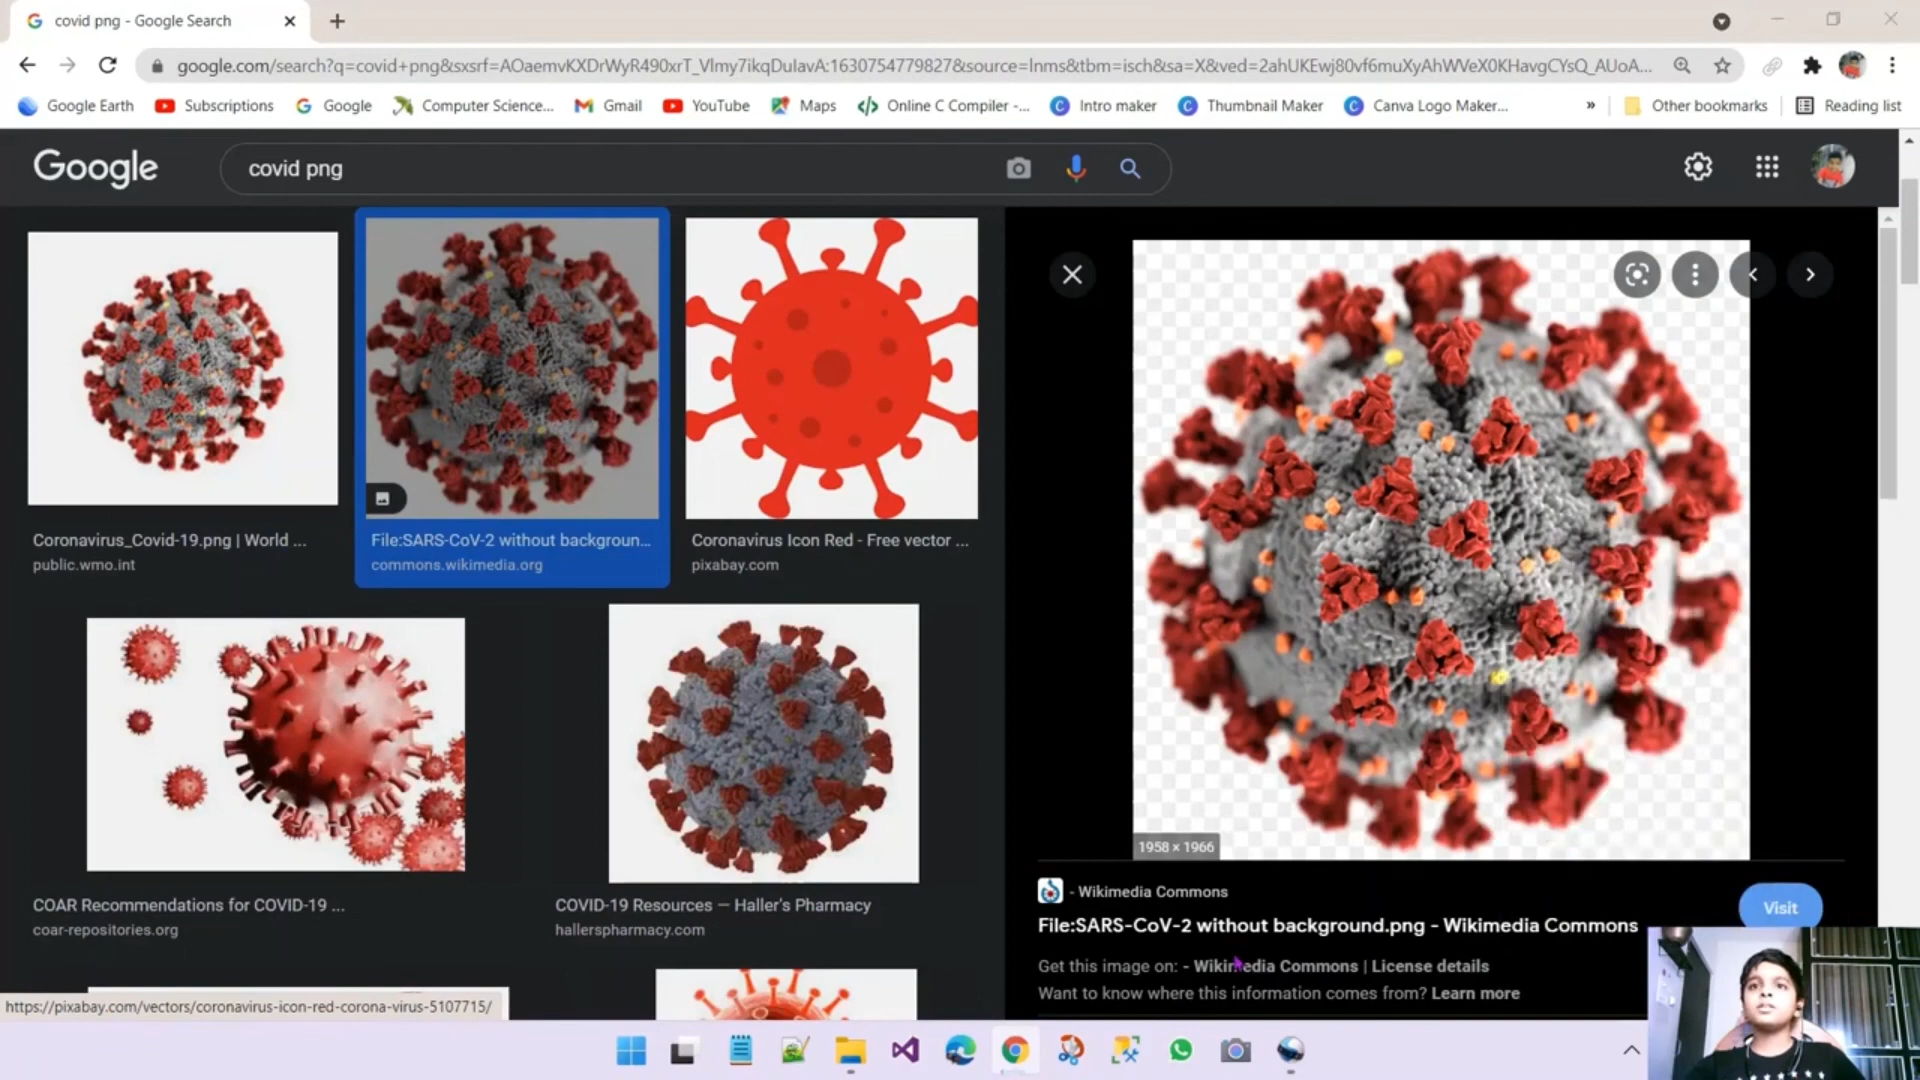 covid png - Google Search
google.com/search?q=covid+png&sxsrf=AOaemvKXDrWyR490xrT_Vlmy7ikqDuIavA:1630754779827&source=lnms&tbm=isch&sa=X&ved=2ahUKEwj80vf6muXyAhWVeX0KHavgCYsQ_AUoA...
Google Earth Subscriptions Google Computer Science... Gmail YouTube Maps Online C Compiler -... Intro maker Thumbnail Maker Canva Logo Maker... » Other bookmarks Reading list
Google covid png
Coronavirus_Covid-19.png | World ...
public.wmo.int
File:SARS-CoV-2 without backgroun...
commons.wikimedia.org
Coronavirus Icon Red - Free vector ...
pixabay.com
COAR Recommendations for COVID-19 ...
coar-repositories.org
COVID-19 Resources — Haller's Pharmacy
hallerspharmacy.com
https://pixabay.com/vectors/coronavirus-icon-red-corona-virus-5107715/
1958 × 1966
- Wikimedia Commons
Visit
File:SARS-CoV-2 without background.png - Wikimedia Commons
Get this image on: - Wikimedia Commons | License details
Want to know where this information comes from? Learn more